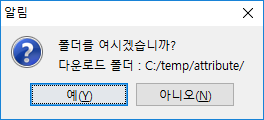 알림
폴더를 여시겠습니까?
다운로드 폴더 : C:/temp/attribute/
예(Y)
아니오(N)